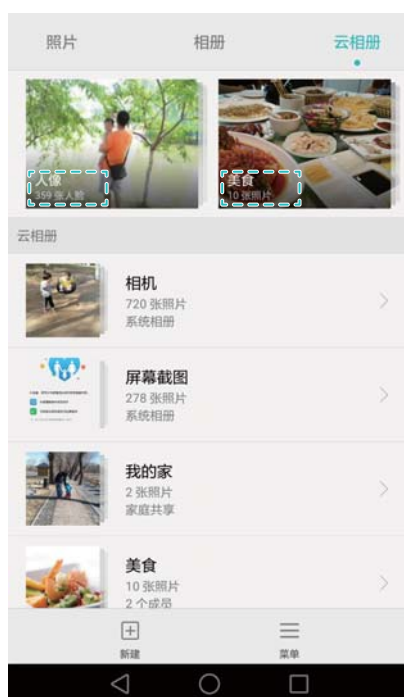 照片 相册 云相册
人像 美食
359 张人脸 10 张照片
云相册
相机
720 张照片
系统相册
屏幕截图
278 张照片
系统相册
我的家
2 张照片
家庭共享
美食
10 张照片
2 个成员
新建 菜单